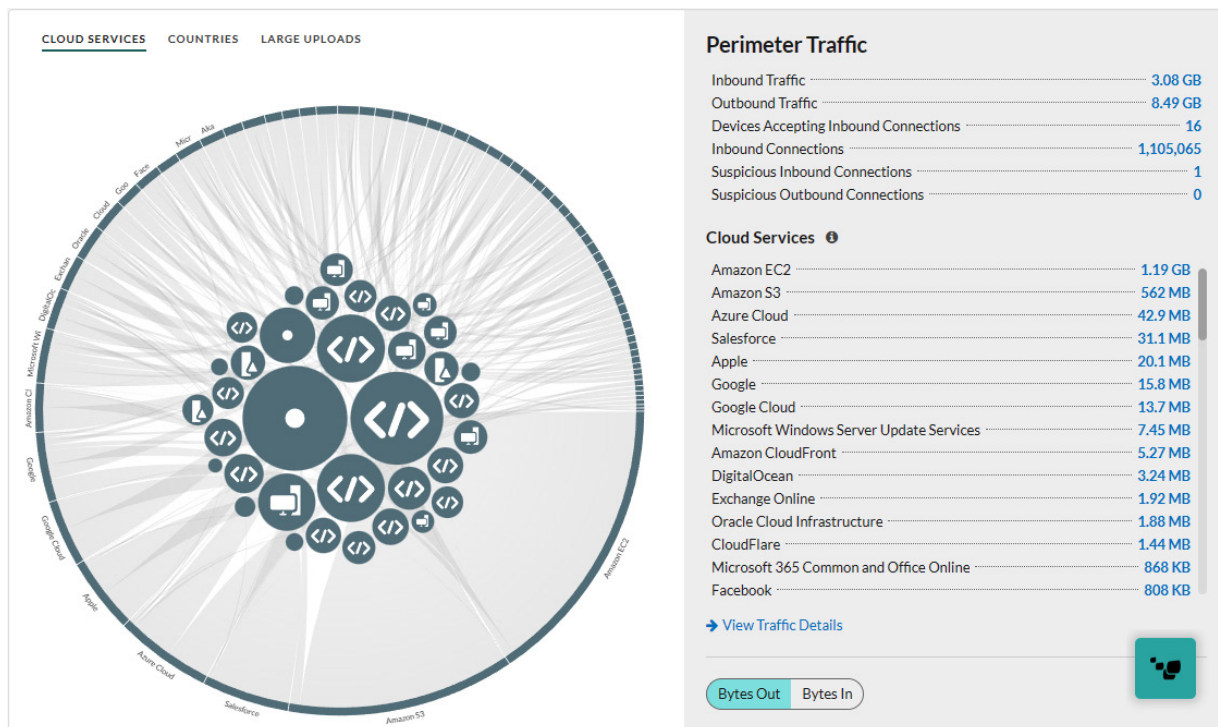 CLOUD SERVICES COUNTRIES LARGE UPLOADS
Aka
Micr
Face
Goo
Cloud
Oracle
Exchan
DigitalOc
Microsoft Wi
Amazon Cl
Google
Google Cloud
Apple
Azure Cloud
Salesforce
Amazon S3
Amazon EC2
Perimeter Traffic
Inbound Traffic 3.08 GB
Outbound Traffic 8.49 GB
Devices Accepting Inbound Connections 16
Inbound Connections 1,105,065
Suspicious Inbound Connections 1
Suspicious Outbound Connections 0
Cloud Services
Amazon EC2 1.19 GB
Amazon S3 562 MB
Azure Cloud 42.9 MB
Salesforce 31.1 MB
Apple 20.1 MB
Google 15.8 MB
Google Cloud 13.7 MB
Microsoft Windows Server Update Services 7.45 MB
Amazon CloudFront 5.27 MB
DigitalOcean 3.24 MB
Exchange Online 1.92 MB
Oracle Cloud Infrastructure 1.88 MB
CloudFlare 1.44 MB
Microsoft 365 Common and Office Online 868 KB
Facebook 808 KB
View Traffic Details
Bytes Out Bytes In